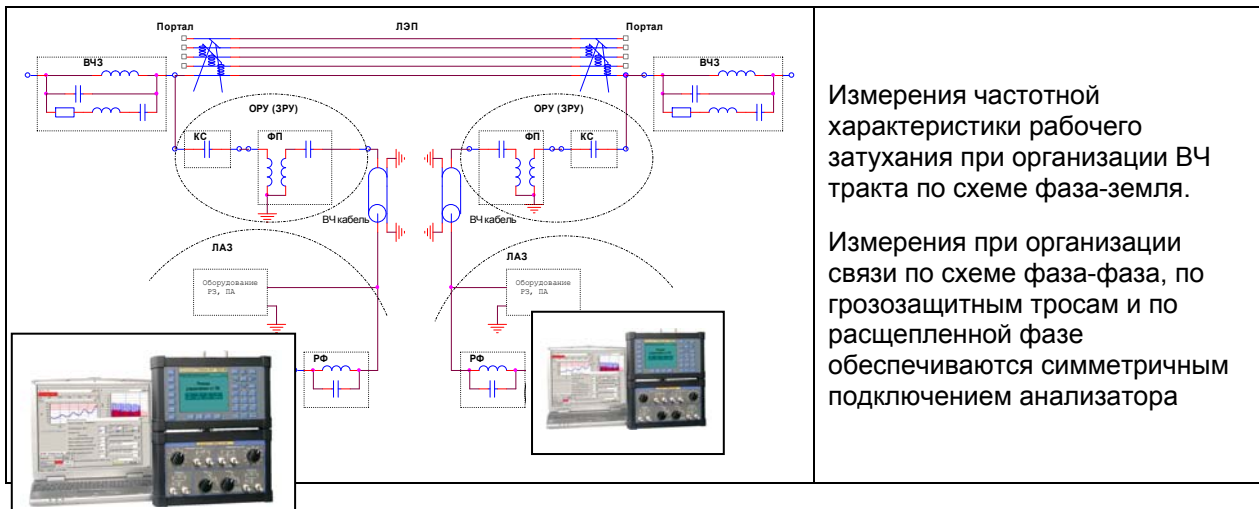 Портал
ЛЭП
Портал
ВЧЗ
ВЧЗ
ОРУ (ЗРУ)
ОРУ (ЗРУ)
КС
ФП
ФП
КС
ВЧ кабель
ВЧ кабель
ЛАЗ
ЛАЗ
Оборудование
РЗ, ПА
Оборудование
РЗ, ПА
РФ
РФ
Измерения частотной
характеристики рабочего
затухания при организации ВЧ
тракта по схеме фаза-земля.
Измерения при организации
связи по схеме фаза-фаза, по
грозозащитным тросам и по
расщепленной фазе
обеспечиваются симметричным
подключением анализатора